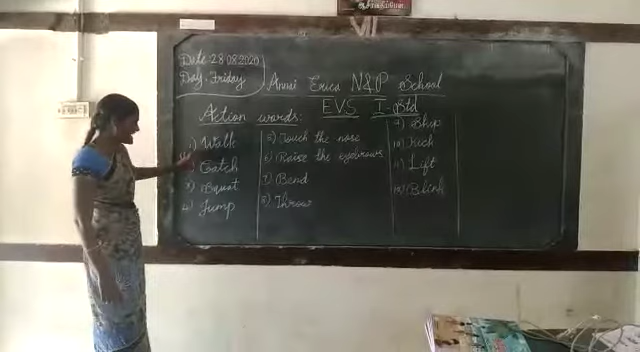 Date: 28.08.2020
Day: Friday
Annai Erica N&P School
EVS I-Std
Action words:
1) Walk
Catch
3) Squat
4) Jump
5) Touch the nose
6) Raise the eyebrows
7) Bend
8) Throw
9) Skip
10) Kick
11) Lift
12) Blink
VII